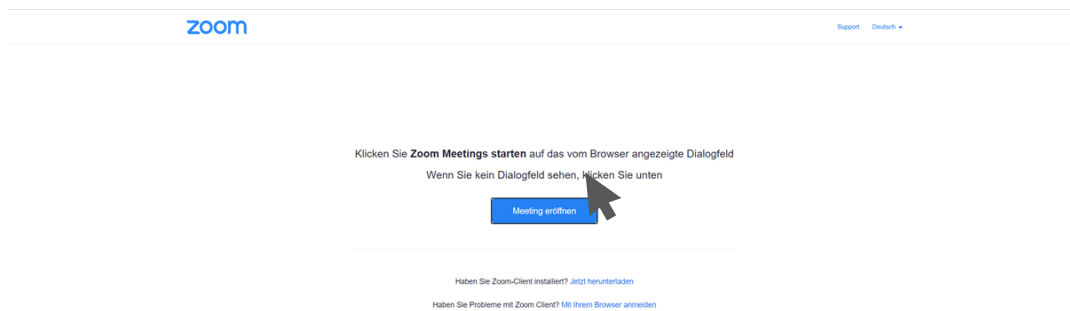 zoom
Support Deutsch
Klicken Sie Zoom Meetings starten auf das vom Browser angezeigte Dialogfeld
Wenn Sie kein Dialogfeld sehen, klicken Sie unten
Meeting eröffnen
Haben Sie Zoom-Client installiert? Jetzt herunterladen
Haben Sie Probleme mit Zoom Client? Mit Ihrem Browser anmelden